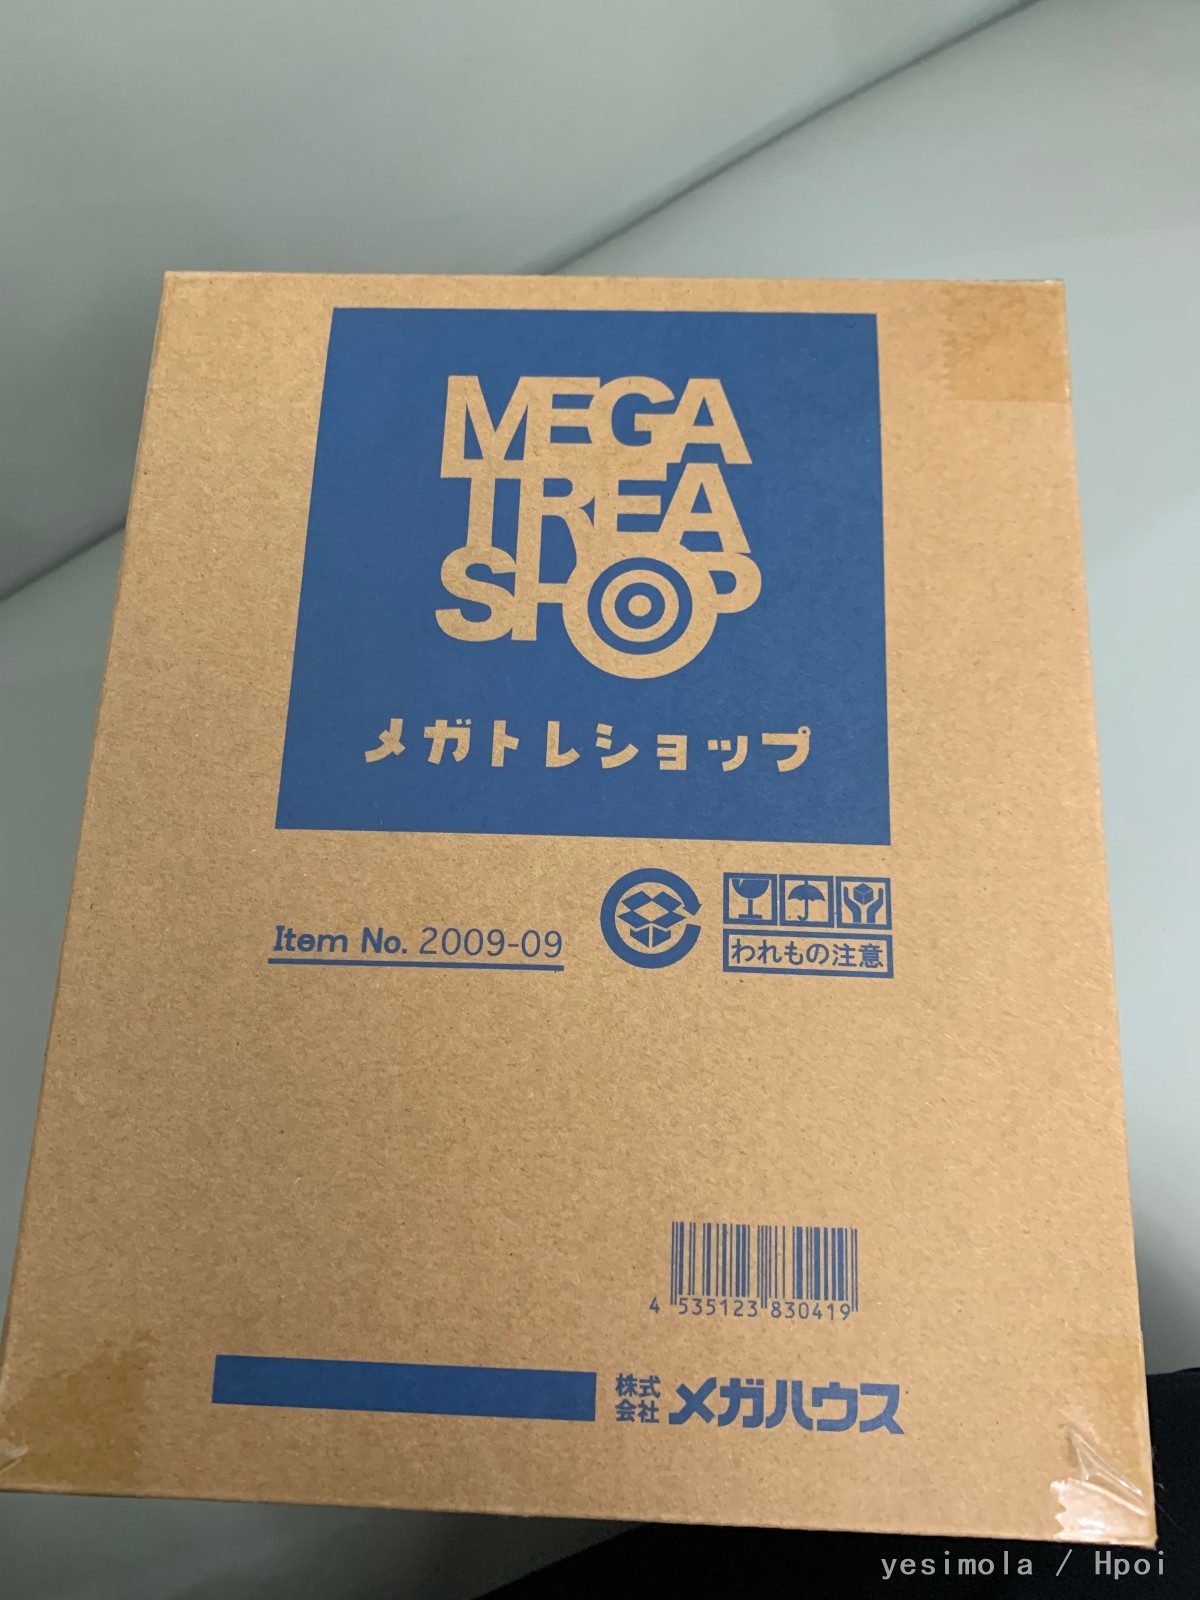 MEGA
TREA
SHOP
メガトレショップ
Item No. 2009-09
われもの注意
4 535123 830419
株式
会社 メガハウス
yesimola / Hpoi